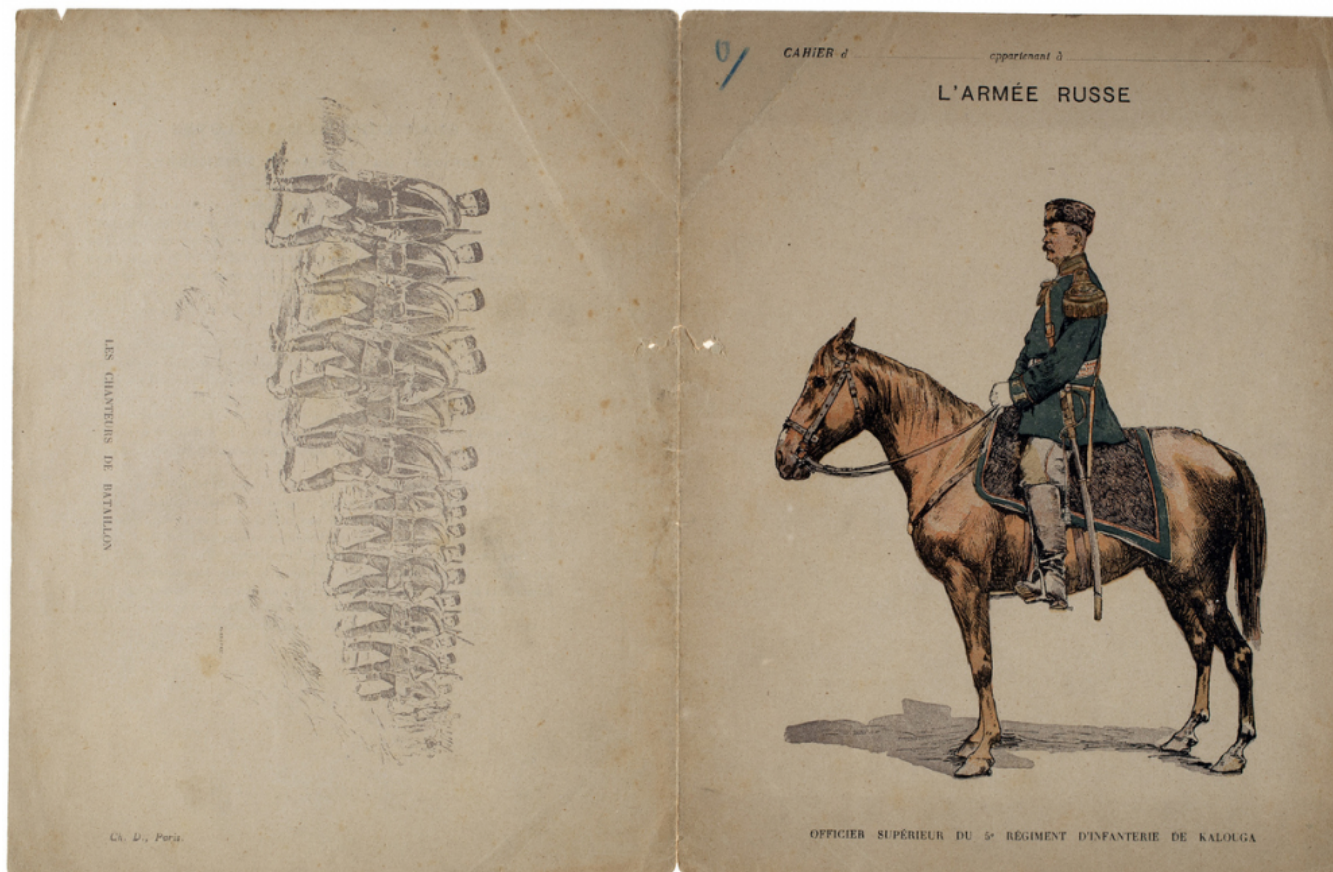 LES CHANTEURS DE BATAILLON
Ch. D., Paris.
CAHIER d appartenant à
L'ARMÉE RUSSE
OFFICIER SUPÉRIEUR DU 5e RÉGIMENT D'INFANTERIE DE KALOUGA